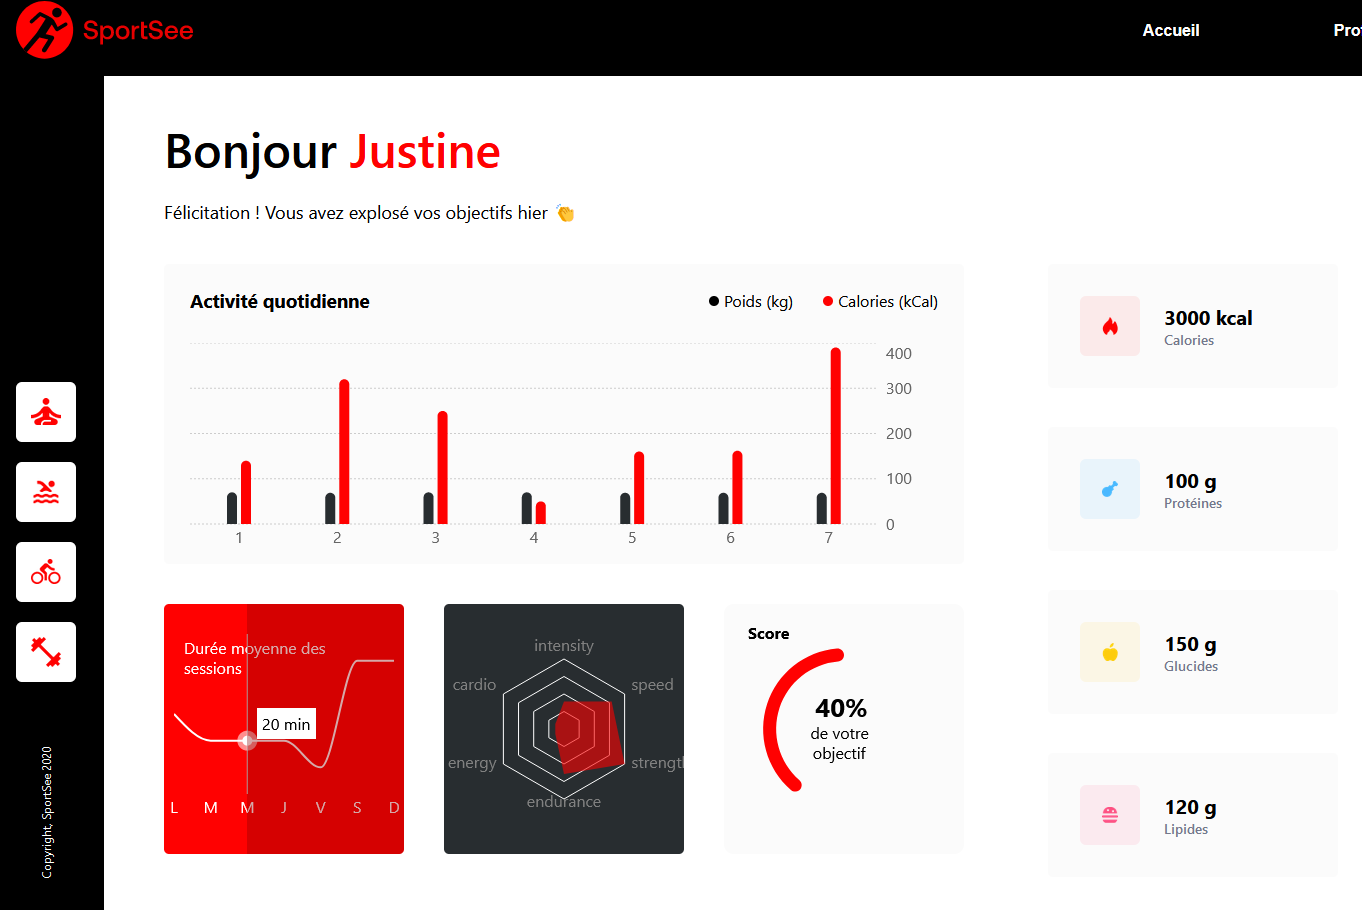 SportSee
Accueil
Bonjour Justine
Félicitation ! Vous avez explosé vos objectifs hier 👏
Activité quotidienne
Poids (kg)
Calories (kCal)
400
300
200
100
0
1 2 3 4 5 6 7
3000 kcal
Calories
100 g
Protéines
150 g
Glucides
120 g
Lipides
Durée moyenne des
sessions
20 min
L M M J V S D
intensity
cardio
speed
energy
strengt
endurance
Score
40%
de votre
objectif
Copyright, SportSee 2020